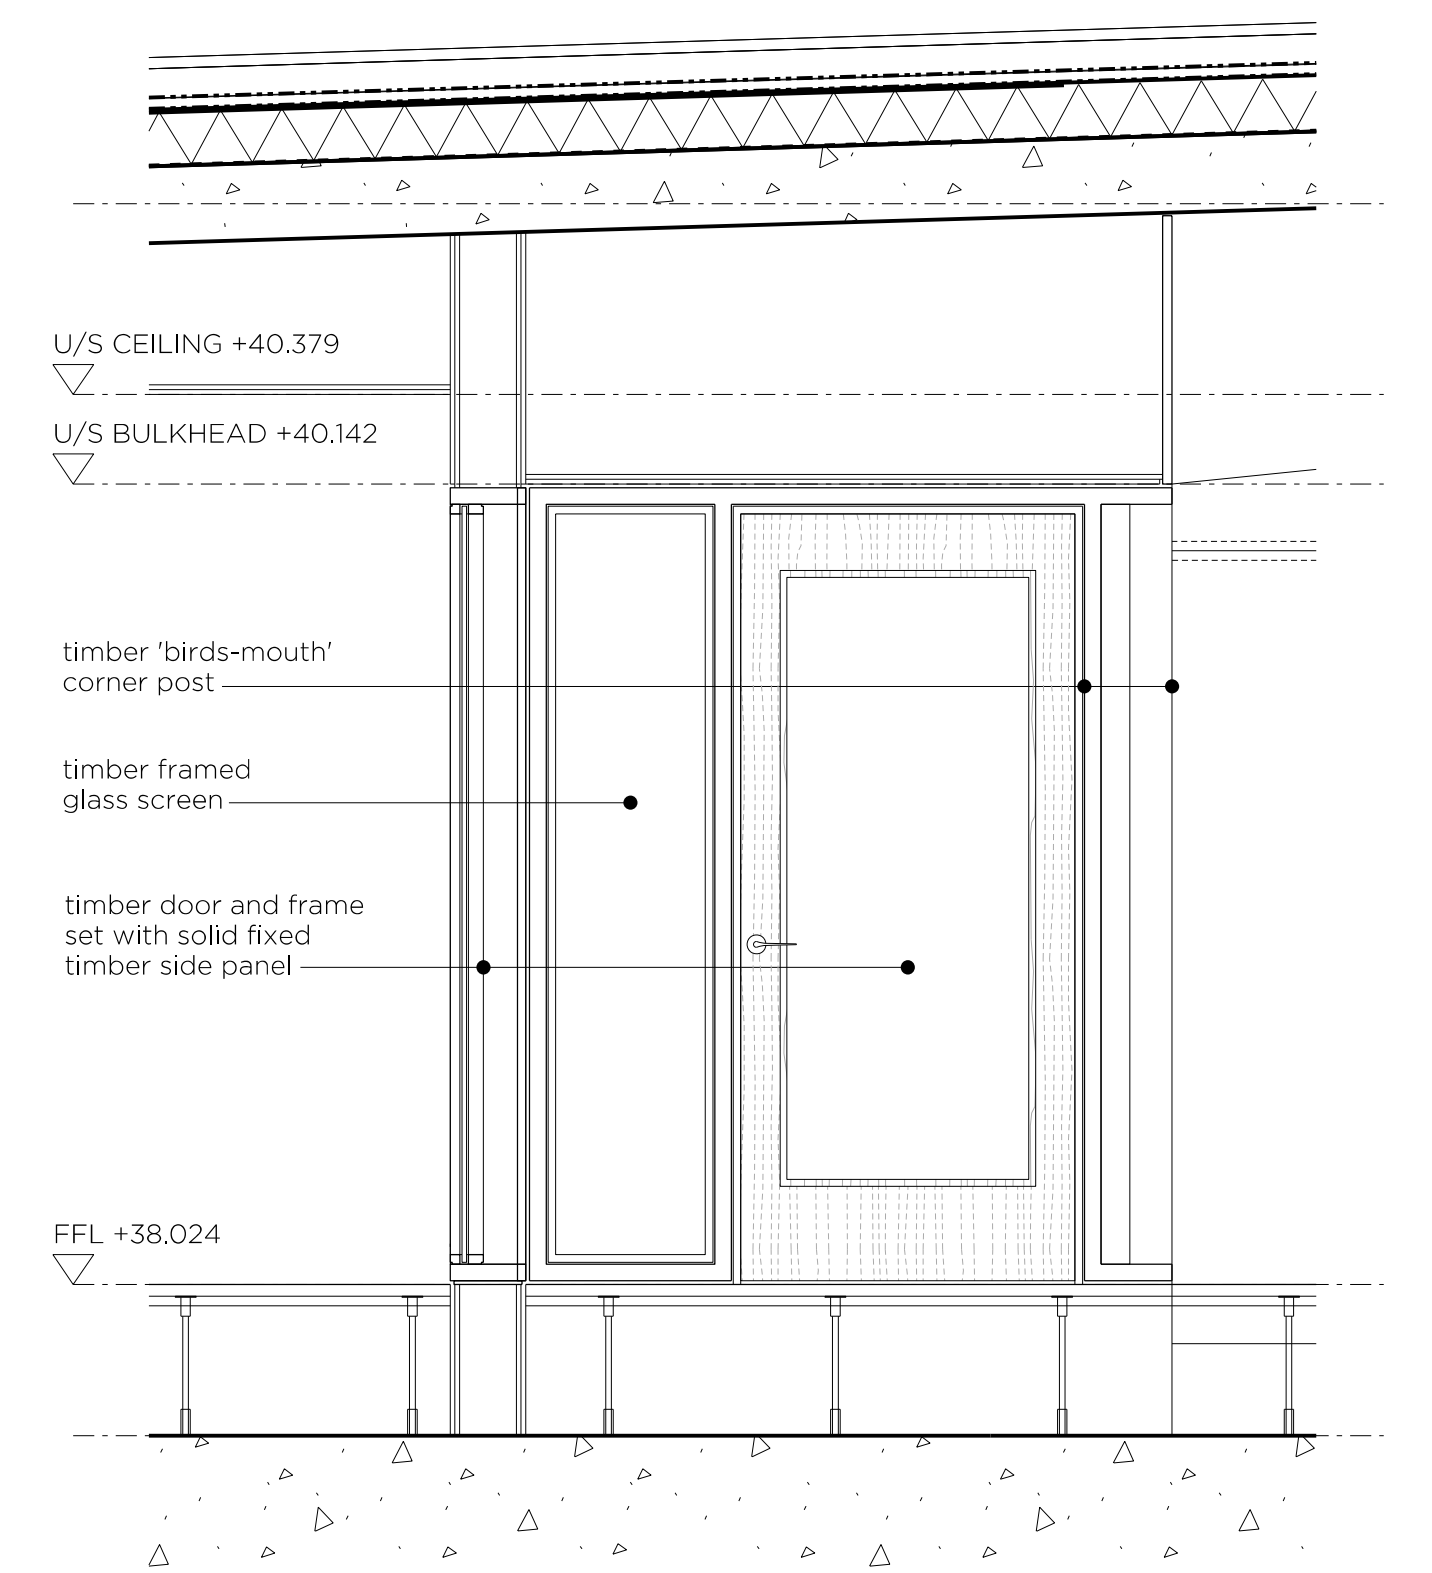 U/S CEILING +40.379
U/S BULKHEAD +40.142
timber 'birds-mouth'
corner post
timber framed
glass screen
timber door and frame
set with solid fixed
timber side panel
FFL +38.024